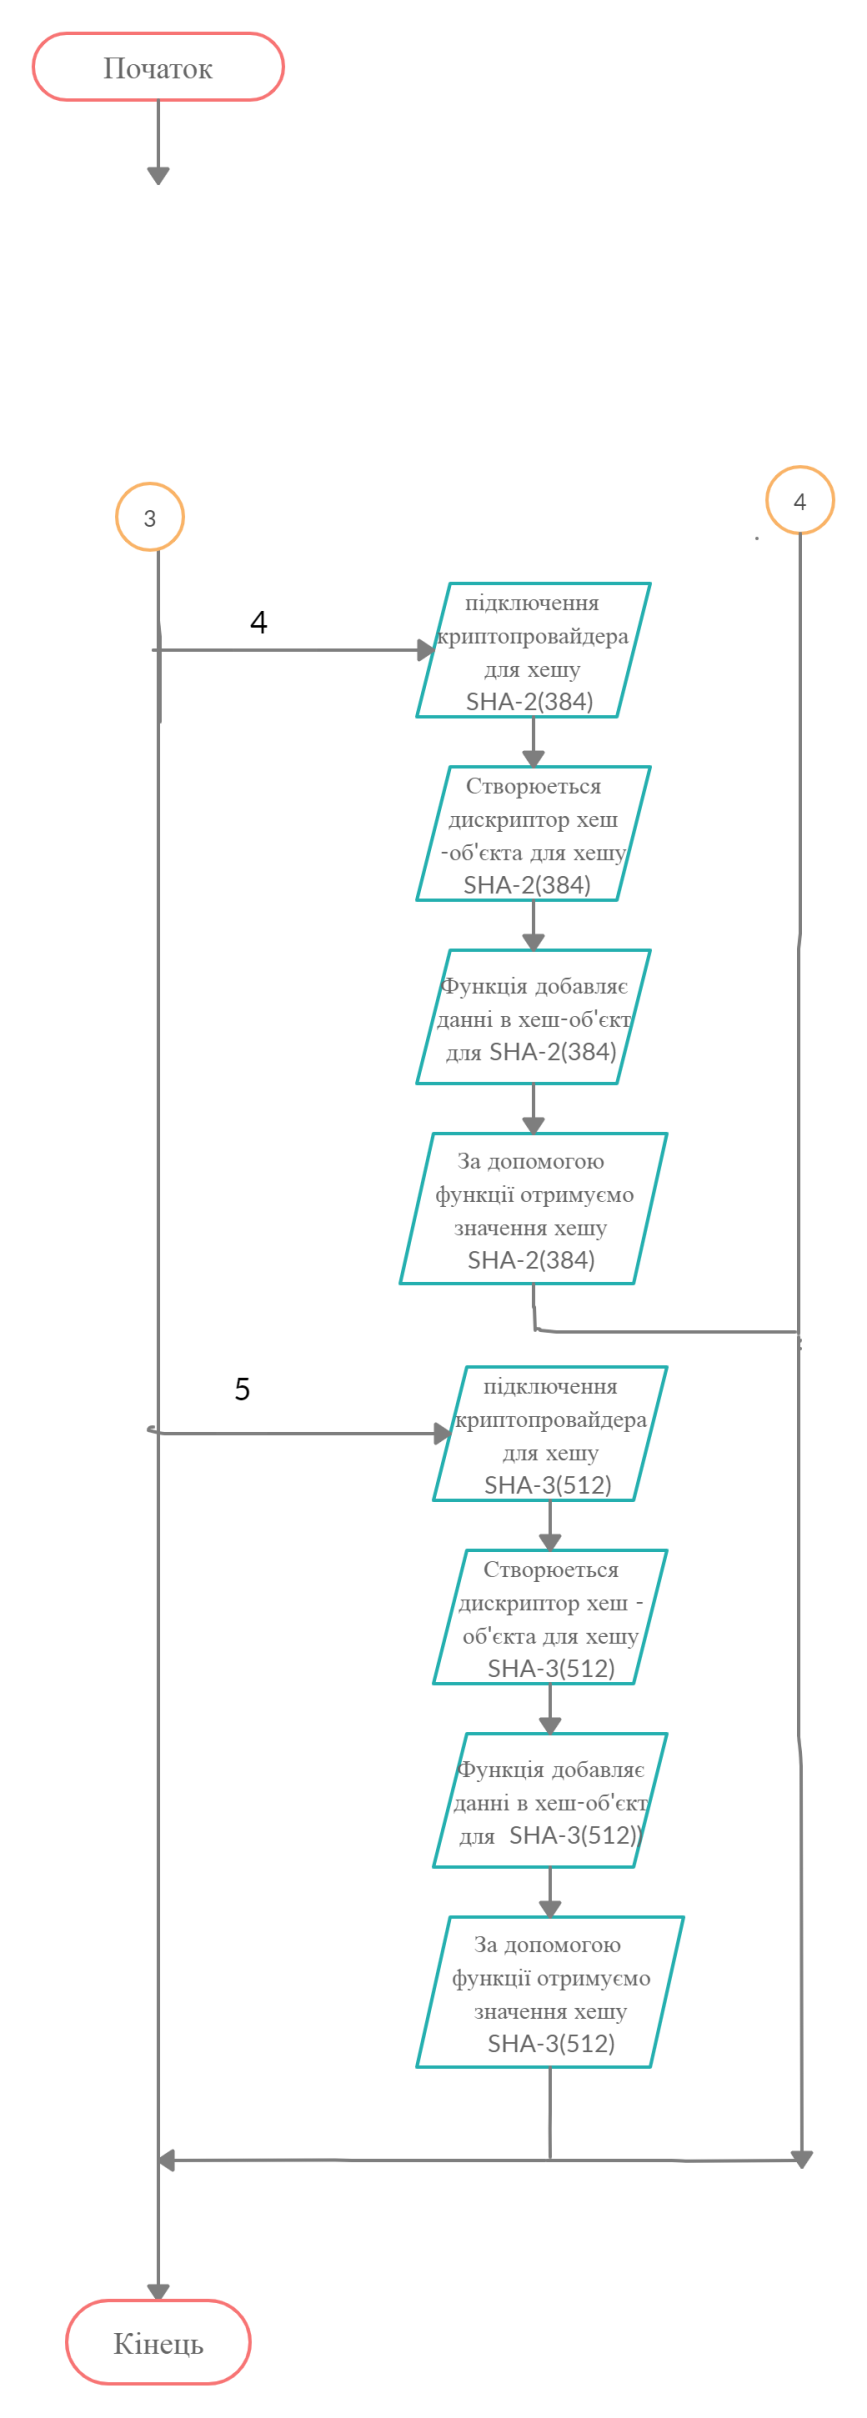 Початок
3
4
4
підключення
криптопровайдера
для хешу
SHA-2(384)
Створюеться
дискриптор хеш
-об'єкта для хешу
SHA-2(384)
Функція добавляє
данні в хеш-об'єкт
для SHA-2(384)
За допомогою
функції отримуємо
значення хешу
SHA-2(384)
5
підключення
криптопровайдера
для хешу
SHA-3(512)
Створюеться
дискриптор хеш -
об'єкта для хешу
SHA-3(512)
Функція добавляє
данні в хеш-об'єкт
для SHA-3(512))
За допомогою
функції отримуємо
значення хешу
SHA-3(512)
Кінець